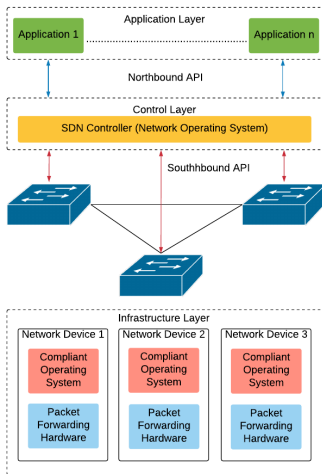 Application Layer
Application 1
Application n
Northbound API
Control Layer
SDN Controller (Network Operating System)
Southhbound API
Infrastructure Layer
Network Device 1
Network Device 2
Network Device 3
Compliant
Operating
System
Compliant
Operating
System
Compliant
Operating
System
Packet
Forwarding
Hardware
Packet
Forwarding
Hardware
Packet
Forwarding
Hardware